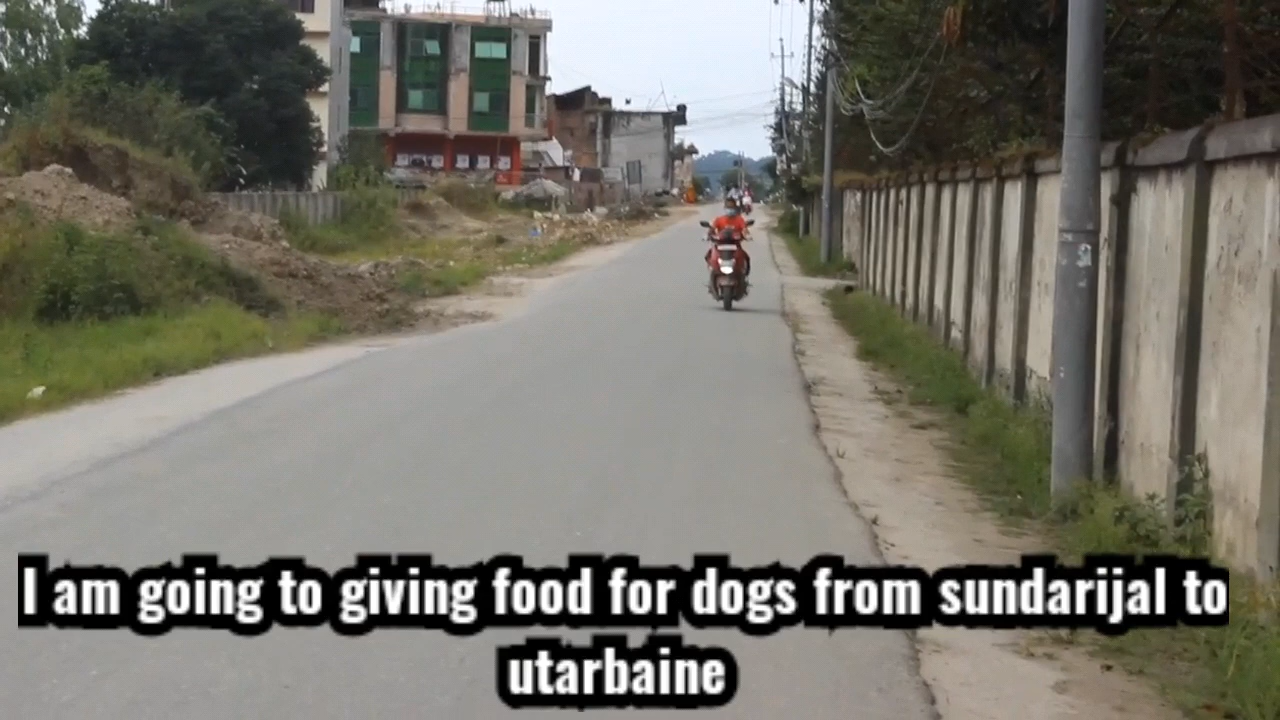 I am going to giving food for dogs from sundarijal to
utarbaine